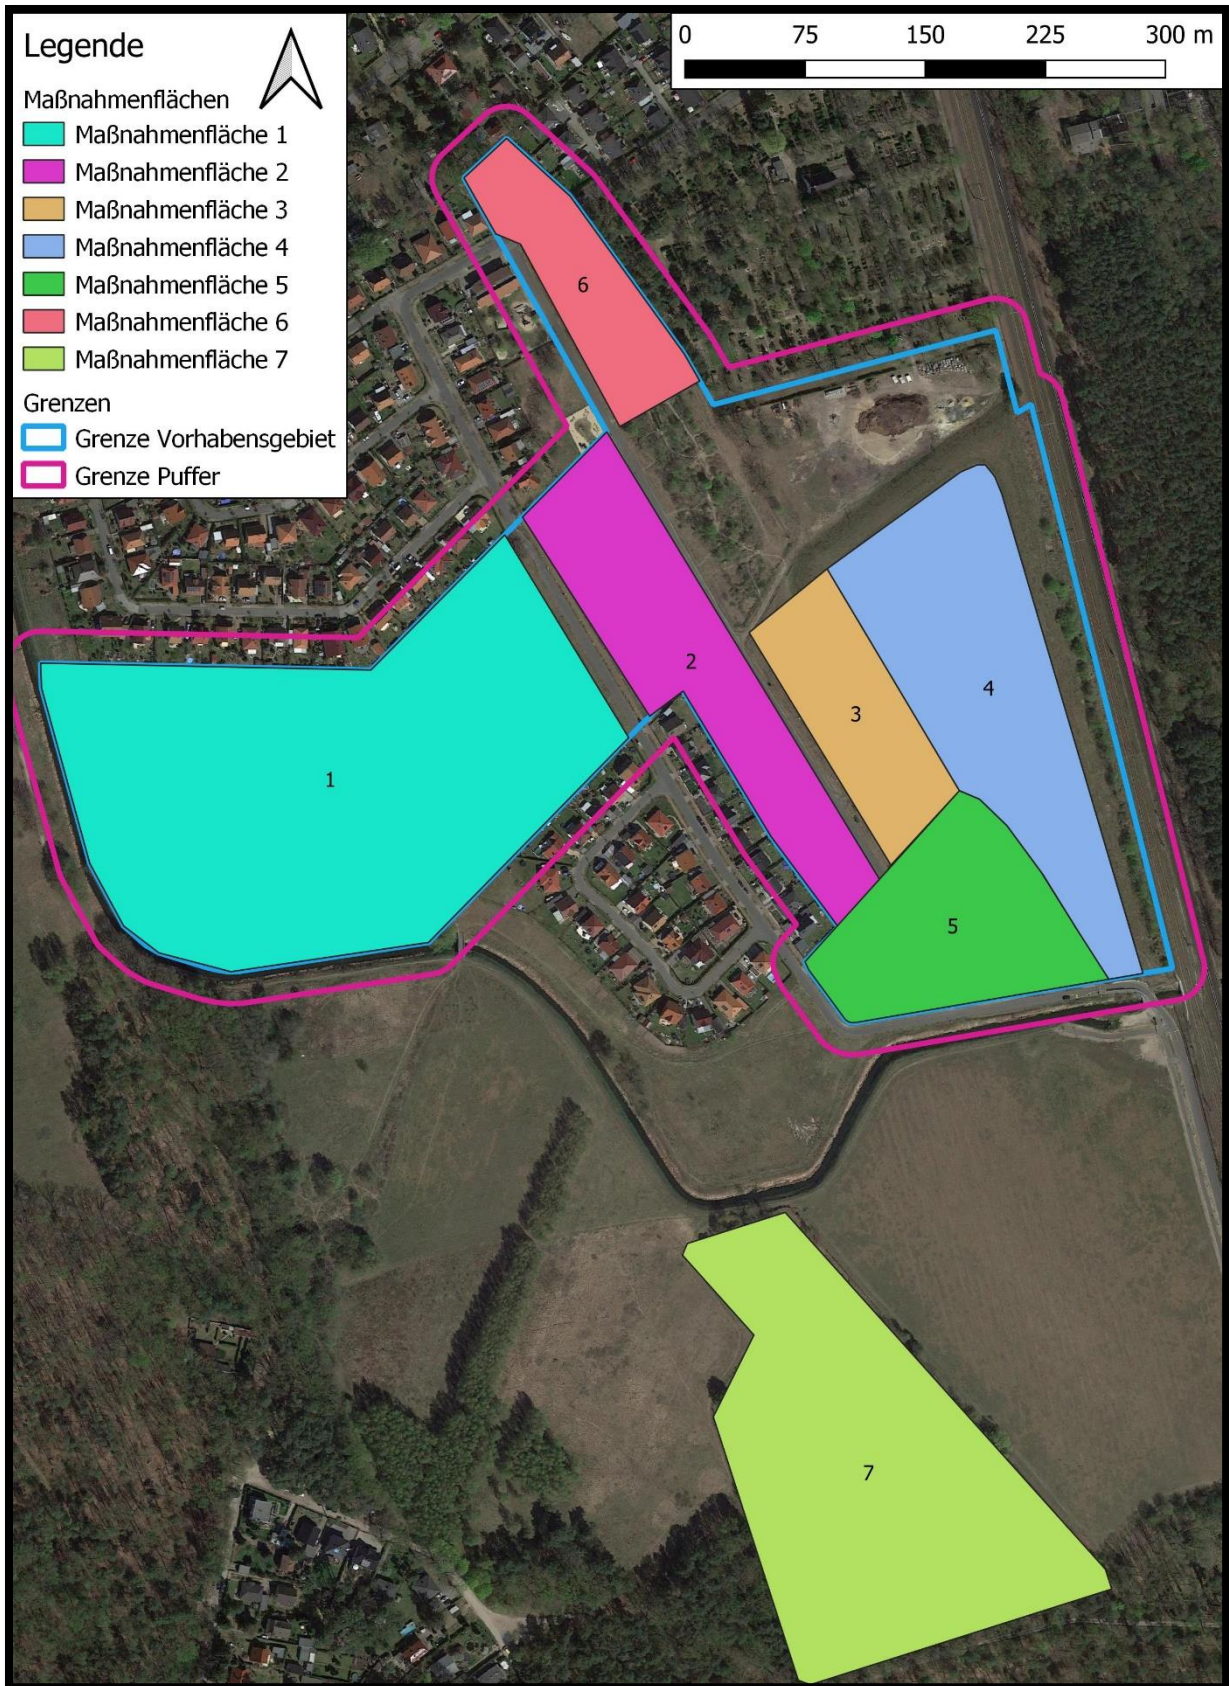 Legende
Maßnahmenflächen
Maßnahmenfläche 1
Maßnahmenfläche 2
Maßnahmenfläche 3
Maßnahmenfläche 4
Maßnahmenfläche 5
Maßnahmenfläche 6
Maßnahmenfläche 7
Grenzen
Grenze Vorhabensgebiet
Grenze Puffer
0 75 150 225 300 m
6
2
4
3
1
5
7